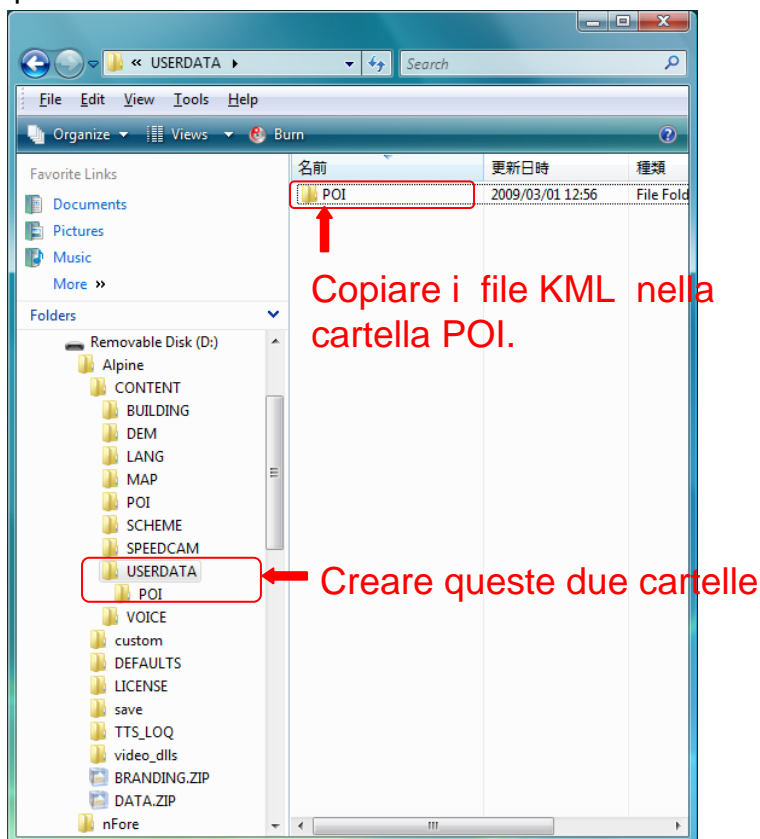 « USERDATA ▸
Search
File Edit View Tools Help
Organize Views Burn
Favorite Links
Documents
Pictures
Music
More »
Folders
Removable Disk (D:)
Alpine
CONTENT
BUILDING
DEM
LANG
MAP
POI
SCHEME
SPEEDCAM
USERDATA
POI
VOICE
custom
DEFAULTS
LICENSE
save
TTS_LOQ
video_dlls
BRANDING.ZIP
DATA.ZIP
nFore
名前 更新日時 種類
POI 2009/03/01 12:56 File Fold
Copiare i file KML nella
cartella POI.
Creare queste due cartelle